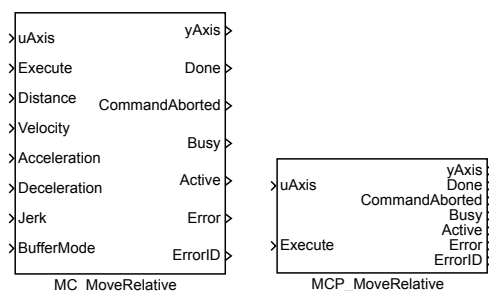 uAxis
Execute
Distance
Velocity
Acceleration
Deceleration
Jerk
BufferMode
yAxis
Done
CommandAborted
Busy
Active
Error
ErrorID
MC_MoveRelative
uAxis
Execute
yAxis
Done
CommandAborted
Busy
Active
Error
ErrorID
MCP_MoveRelative